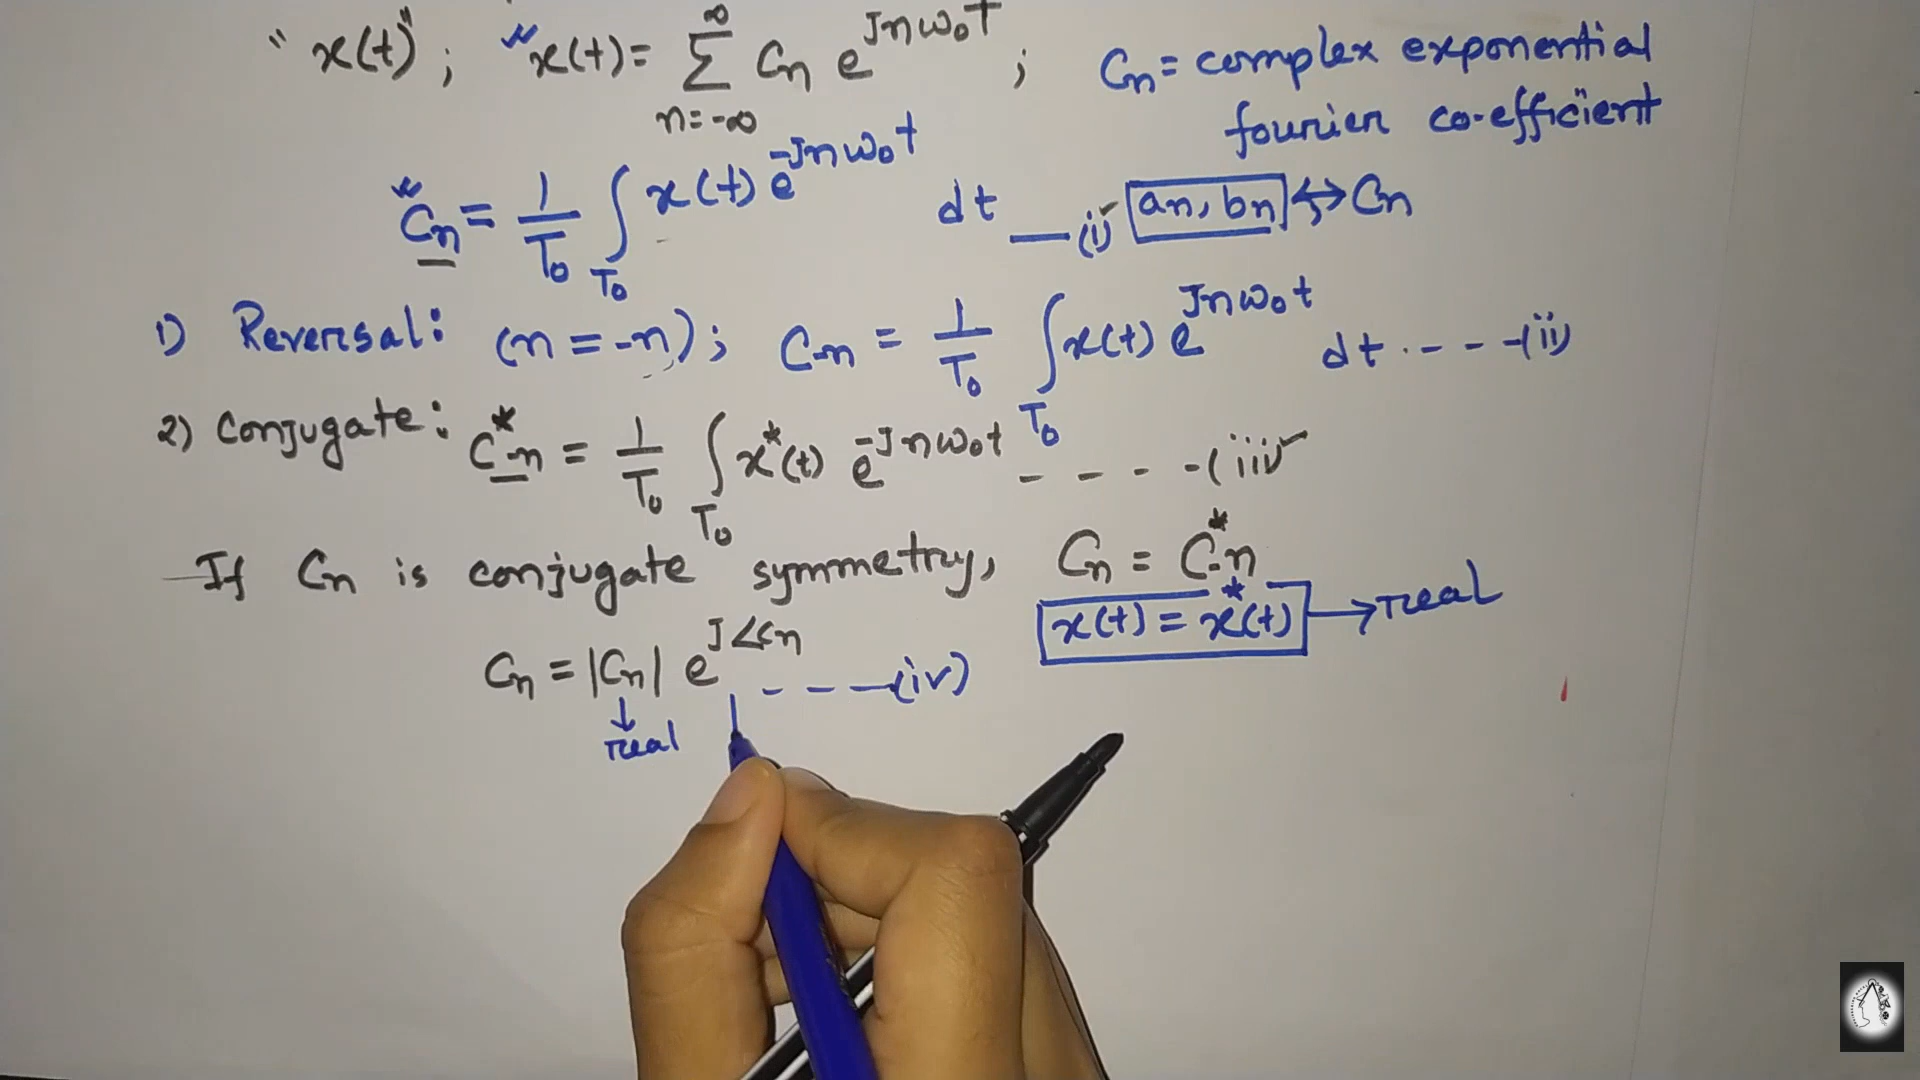 "x(t)"; x(t) = ∑ n=-∞ ∞ Cn e^Jnω₀t ; Cn = complex exponential
fourier co-efficient
Cn = 1/T₀ ∫T₀ x(t) e^-Jnω₀t dt — (i) ✓ an, bn ↔ Cn
1) Reversal: (n = -n); C-n = 1/T₀ ∫T₀ x(t) e^Jnω₀t dt ---- (ii)
2) Conjugate: C*-n = 1/T₀ ∫T₀ x*(t) e^-Jnω₀t ---- (iii) ✓
If Cn is conjugate symmetry, Cn = C*-n
x(t) = x*(t) → real
Cn = |Cn| e^J∠Cn ---- (iv)
↓
real